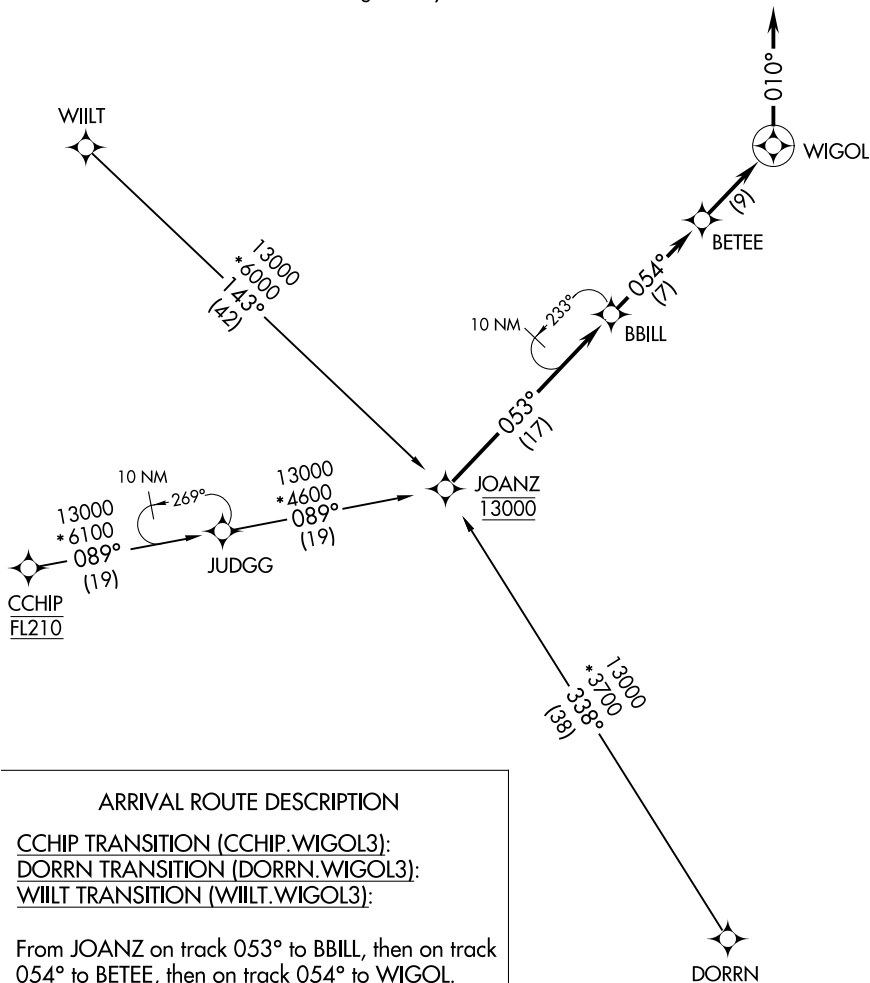 010°
WIILT
WIGOL
(9)
BETEE
13000
*6000
143°
(42)
054°
(7)
10 NM
233°
BBILL
053°
(17)
10 NM
269°
13000
*4600
089°
(19)
JOANZ
13000
13000
*6100
089°
(19)
JUDGG
CCHIP
FL210
13000
*3700
338°
(38)
DORRN
ARRIVAL ROUTE DESCRIPTION
CCHIP TRANSITION (CCHIP.WIGOL3):
DORRN TRANSITION (DORRN.WIGOL3):
WIILT TRANSITION (WIILT.WIGOL3):
From JOANZ on track 053° to BBILL, then on track
054° to BETEE, then on track 054° to WIGOL.